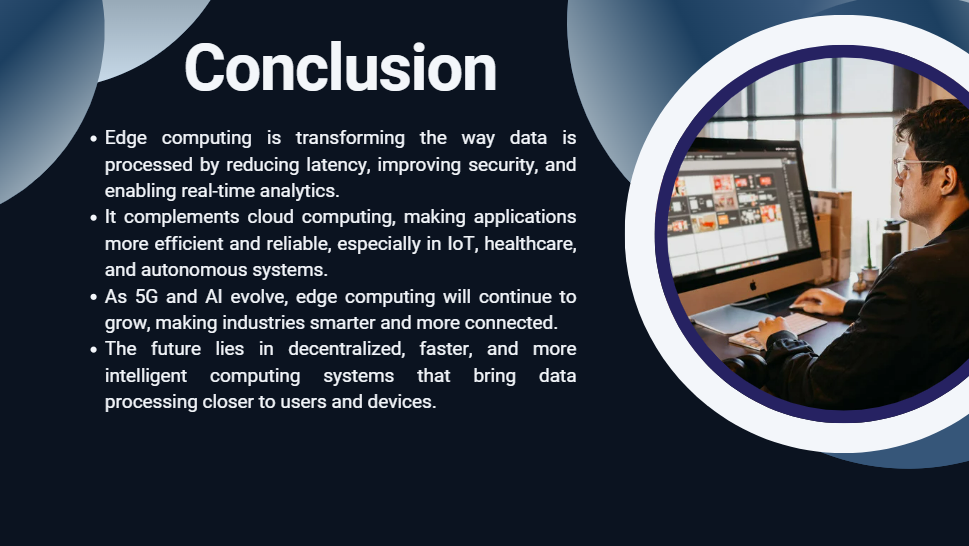 Conclusion
• Edge computing is transforming the way data is
processed by reducing latency, improving security, and
enabling real-time analytics.
• It complements cloud computing, making applications
more efficient and reliable, especially in IoT, healthcare,
and autonomous systems.
• As 5G and AI evolve, edge computing will continue to
grow, making industries smarter and more connected.
• The future lies in decentralized, faster, and more
intelligent computing systems that bring data
processing closer to users and devices.